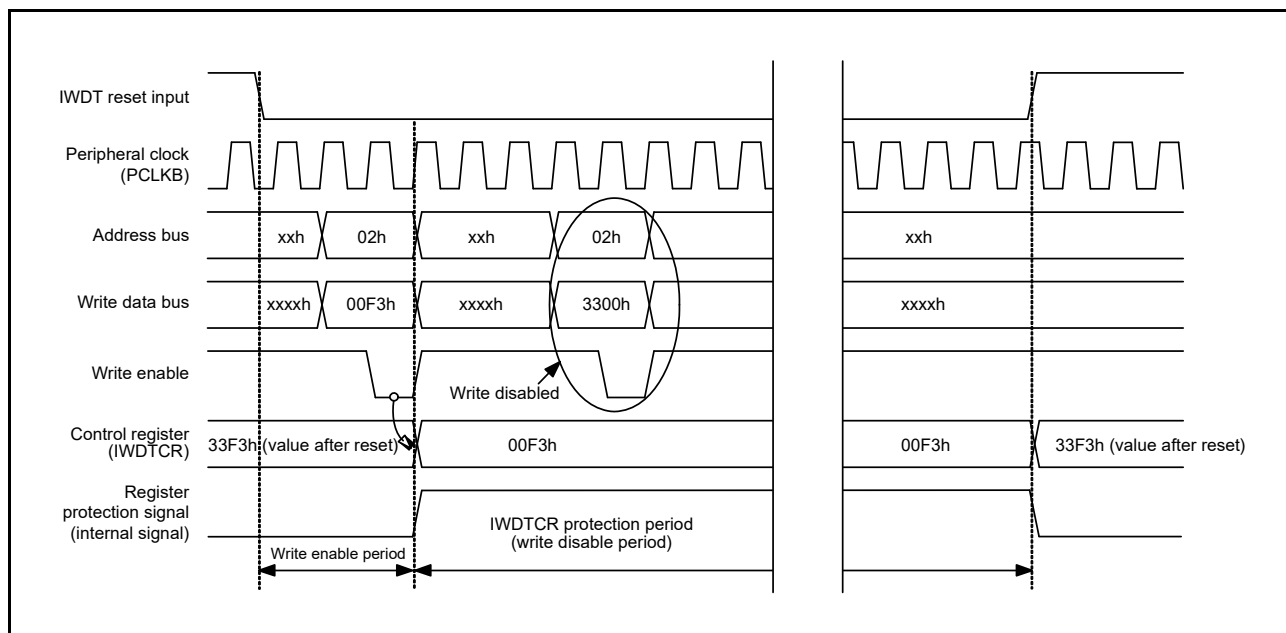 IWDT reset input
Peripheral clock
(PCLKB)
Address bus
xxh
02h
xxh
02h
xxh
Write data bus
xxxxh
00F3h
xxxxh
3300h
xxxxh
Write enable
Write disabled
Control register
(IWDTCR)
33F3h (value after reset)
00F3h
00F3h
33F3h (value after reset)
Register
protection signal
(internal signal)
IWDTCR protection period
(write disable period)
Write enable period